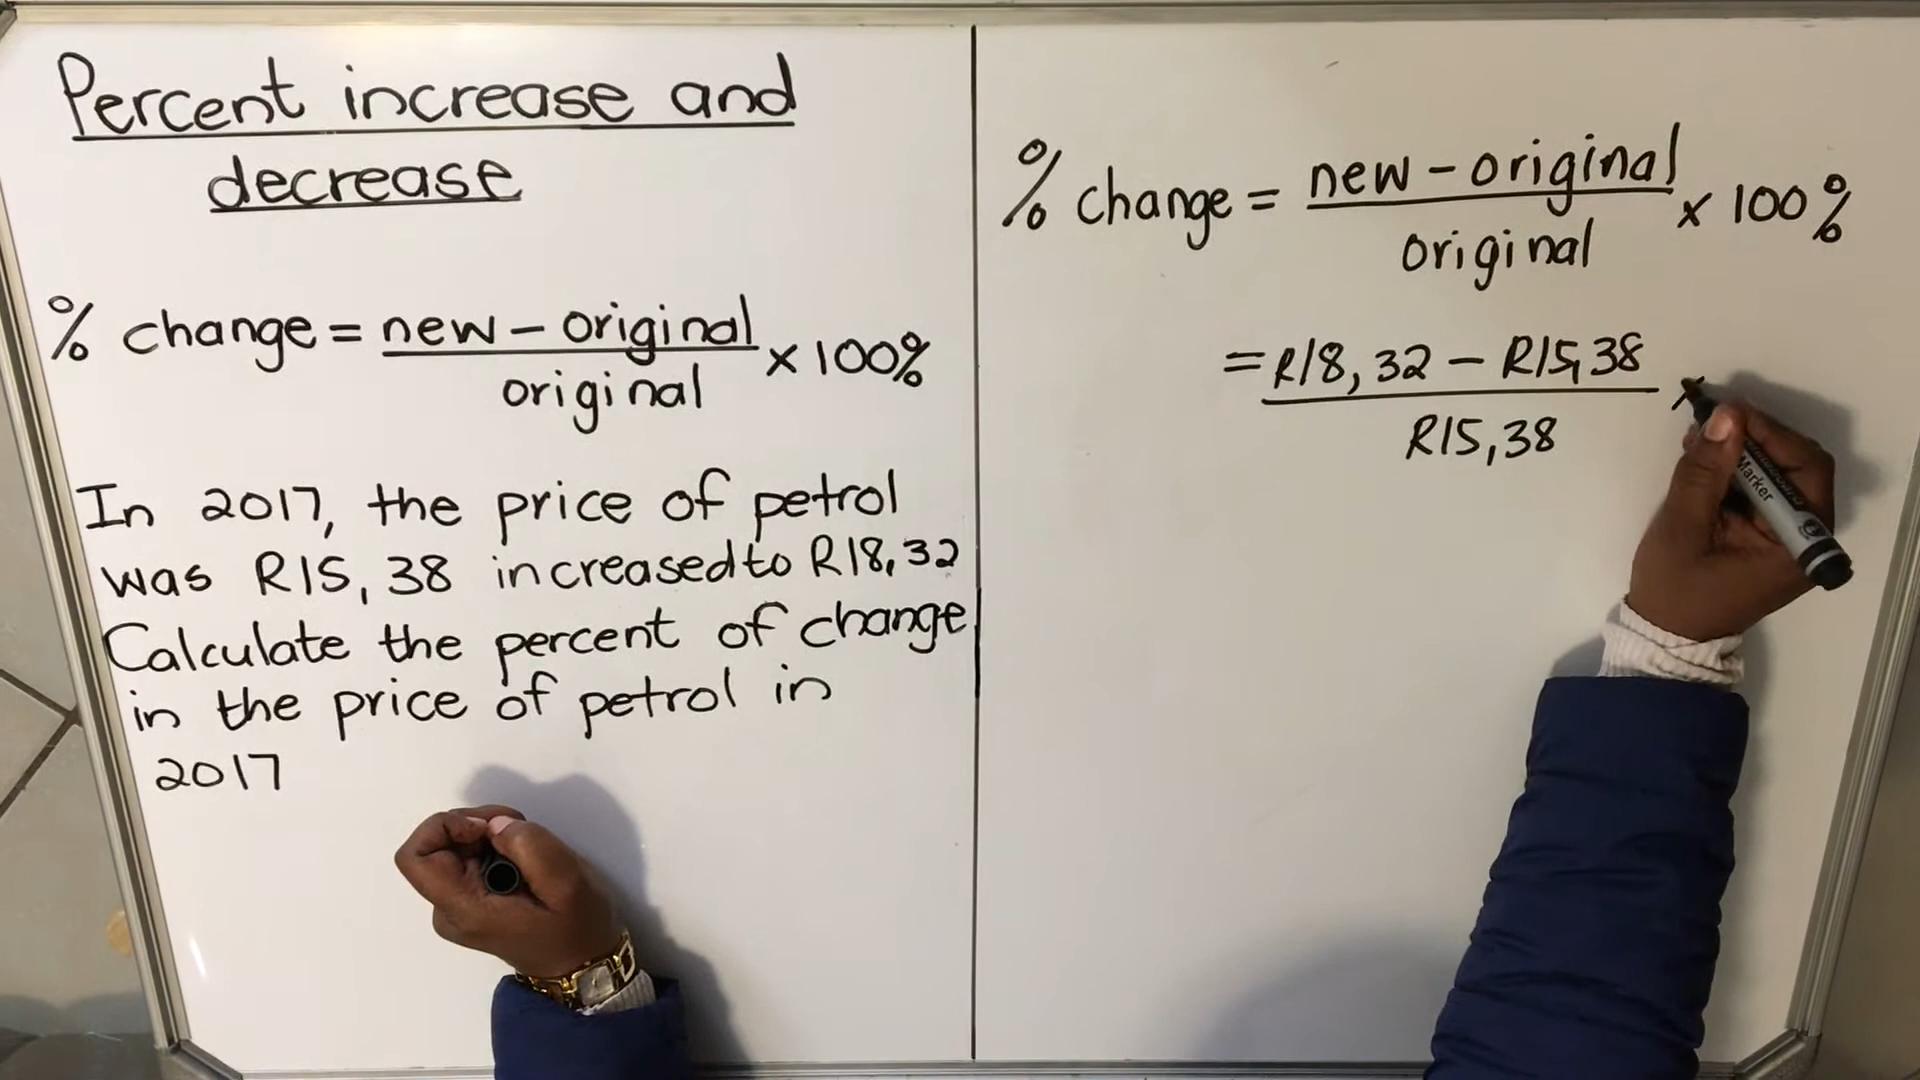 Percent increase and
decrease
% change = new - original
original
× 100%
In 2017, the price of petrol
was R15, 38 increased to R18, 32
Calculate the percent of change
in the price of petrol in
2017
% change = new - original
original
× 100%
= R18, 32 - R15,38
R15, 38
×
Marker